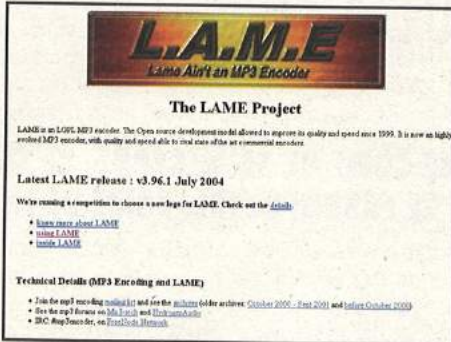 L.A.M.E
Lame Ain't an MP3 Encoder
The LAME Project
LAME is an LGPL MP3 encoder. The Open source development model allowed to improve its quality and speed since 1999. It is now an highly
evolved MP3 encoder, with quality and speed able to rival state of the art commercial encoders.
Latest LAME release : v3.96.1 July 2004
We're running a competition to choose a new logo for LAME. Check out the details.
know more about LAME
using LAME
inside LAME
Technical Details (MP3 Encoding and LAME)
Join the mp3 encoding mailing list and see the archives (older archives: October 2000 - Sept 2001 and before October 2000).
See the mp3 forums on and HydrogenAudio
IRC: #mp3encoder, on FreeNode Network.